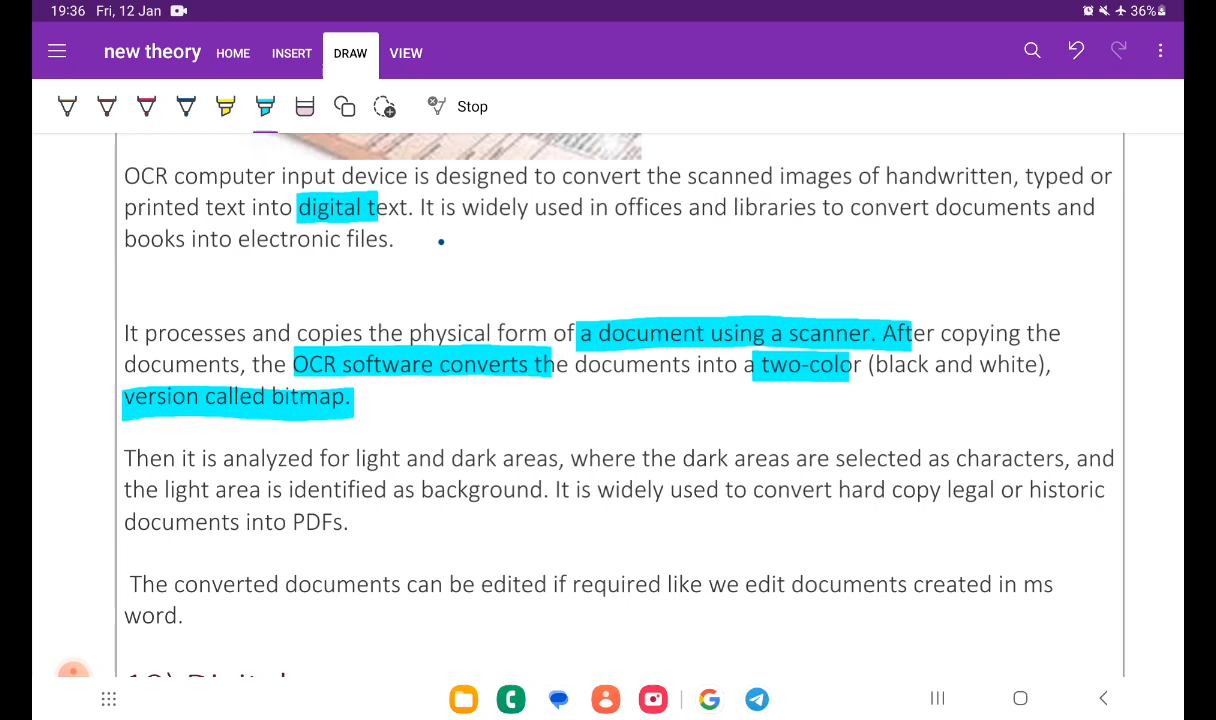 19:36 Fri, 12 Jan 36%
new theory HOME INSERT DRAW VIEW
Stop
OCR computer input device is designed to convert the scanned images of handwritten, typed or
printed text into digital text. It is widely used in offices and libraries to convert documents and
books into electronic files.
It processes and copies the physical form of a document using a scanner. After copying the
documents, the OCR software converts the documents into a two-color (black and white),
version called bitmap.
Then it is analyzed for light and dark areas, where the dark areas are selected as characters, and
the light area is identified as background. It is widely used to convert hard copy legal or historic
documents into PDFs.
The converted documents can be edited if required like we edit documents created in ms
word.